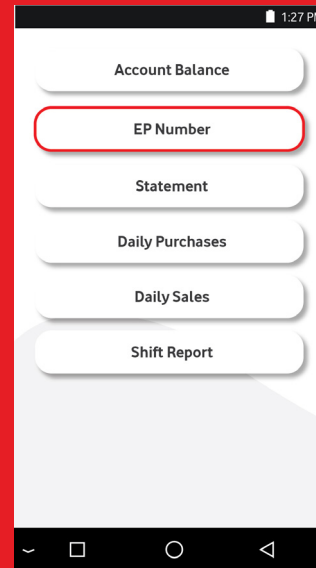 1:27 PM
Account Balance
EP Number
Statement
Daily Purchases
Daily Sales
Shift Report